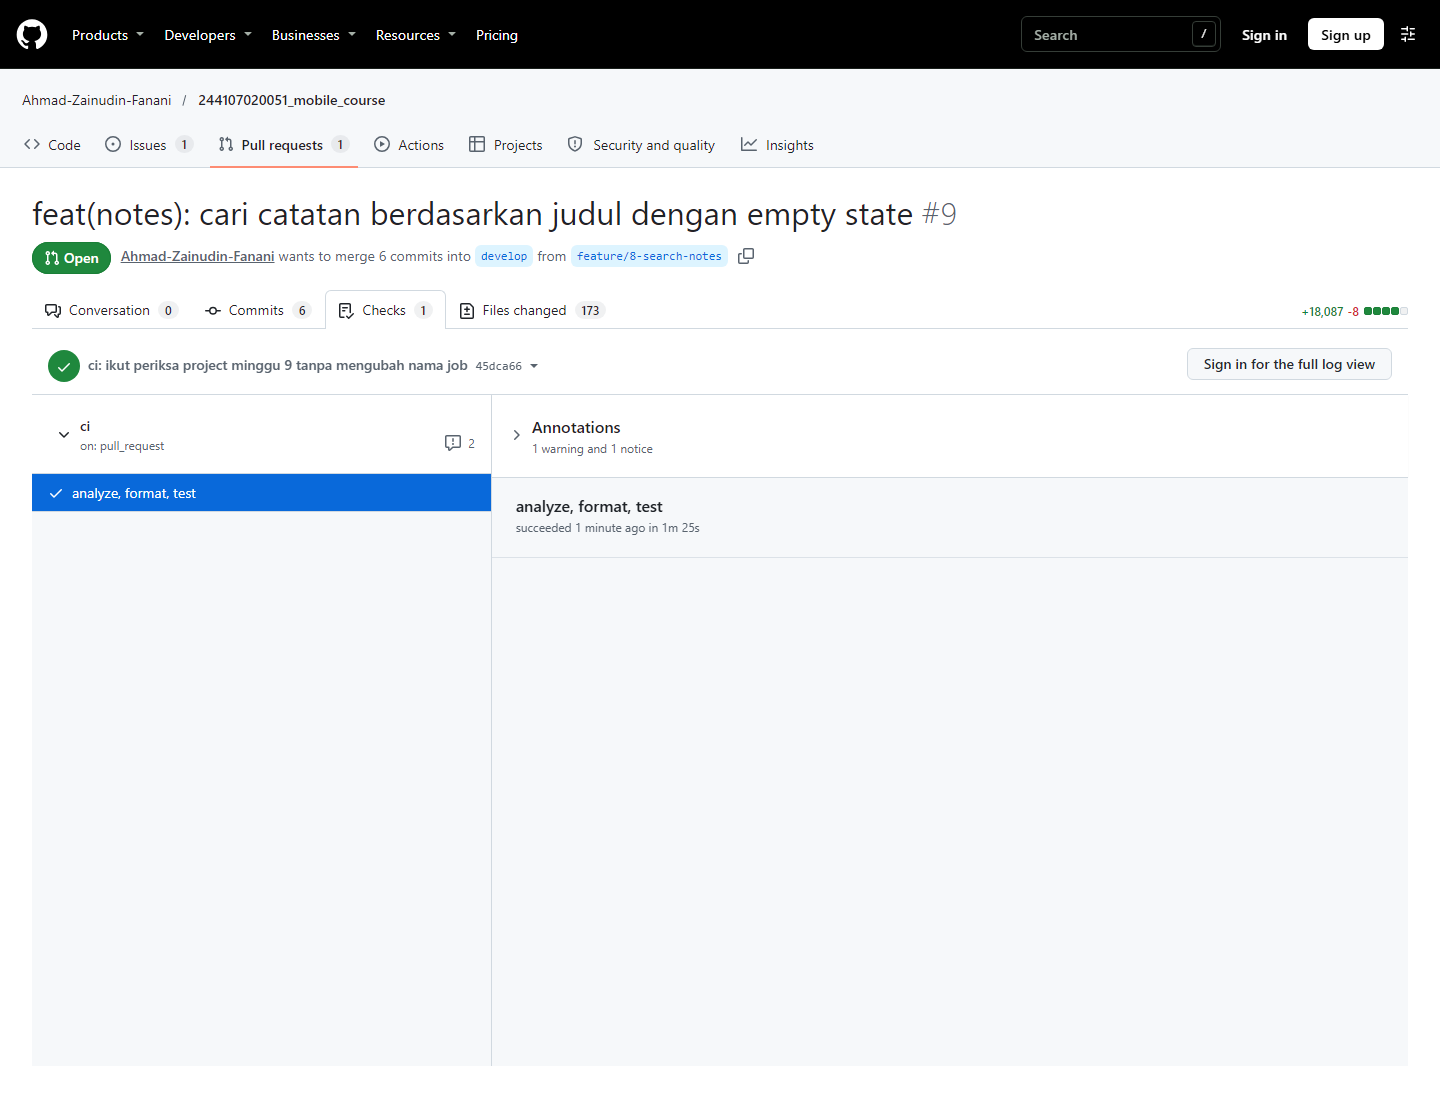 Products Developers Businesses Resources Pricing Search / Sign in Sign up
Ahmad-Zainudin-Fanani / 244107020051_mobile_course
Code Issues 1 Pull requests 1 Actions Projects Security and quality Insights
feat(notes): cari catatan berdasarkan judul dengan empty state #9
Open Ahmad-Zainudin-Fanani wants to merge 6 commits into develop from feature/8-search-notes
Conversation 0 Commits 6 Checks 1 Files changed 173 +18,087 -8
ci: ikut periksa project minggu 9 tanpa mengubah nama job 45dca66 Sign in for the full log view
ci
on: pull_request
2
Annotations
1 warning and 1 notice
analyze, format, test
analyze, format, test
succeeded 1 minute ago in 1m 25s